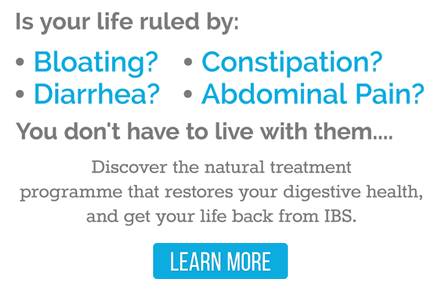 Is your life ruled by:
• Bloating? • Constipation?
• Diarrhea? • Abdominal Pain?
You don't have to live with them....
Discover the natural treatment
programme that restores your digestive health,
and get your life back from IBS.
LEARN MORE